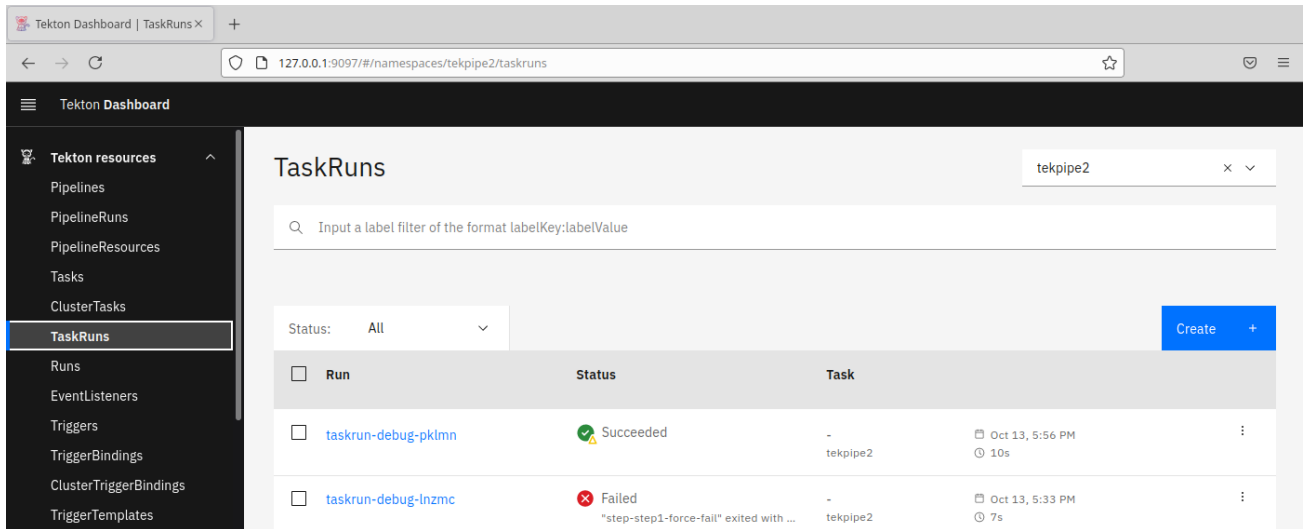 Tekton Dashboard | TaskRuns
127.0.0.1:9097/#/namespaces/tekpipe2/taskruns
Tekton Dashboard
Tekton resources
Pipelines
PipelineRuns
PipelineResources
Tasks
ClusterTasks
TaskRuns
Runs
EventListeners
Triggers
TriggerBindings
ClusterTriggerBindings
TriggerTemplates
TaskRuns
tekpipe2
Input a label filter of the format labelKey:labelValue
Status: All
Create +
Run Status Task
taskrun-debug-pklmn Succeeded - Oct 13, 5:56 PM
tekpipe2 10s
taskrun-debug-lnzmc Failed - Oct 13, 5:33 PM
"step-step1-force-fail" exited with ... tekpipe2 7s